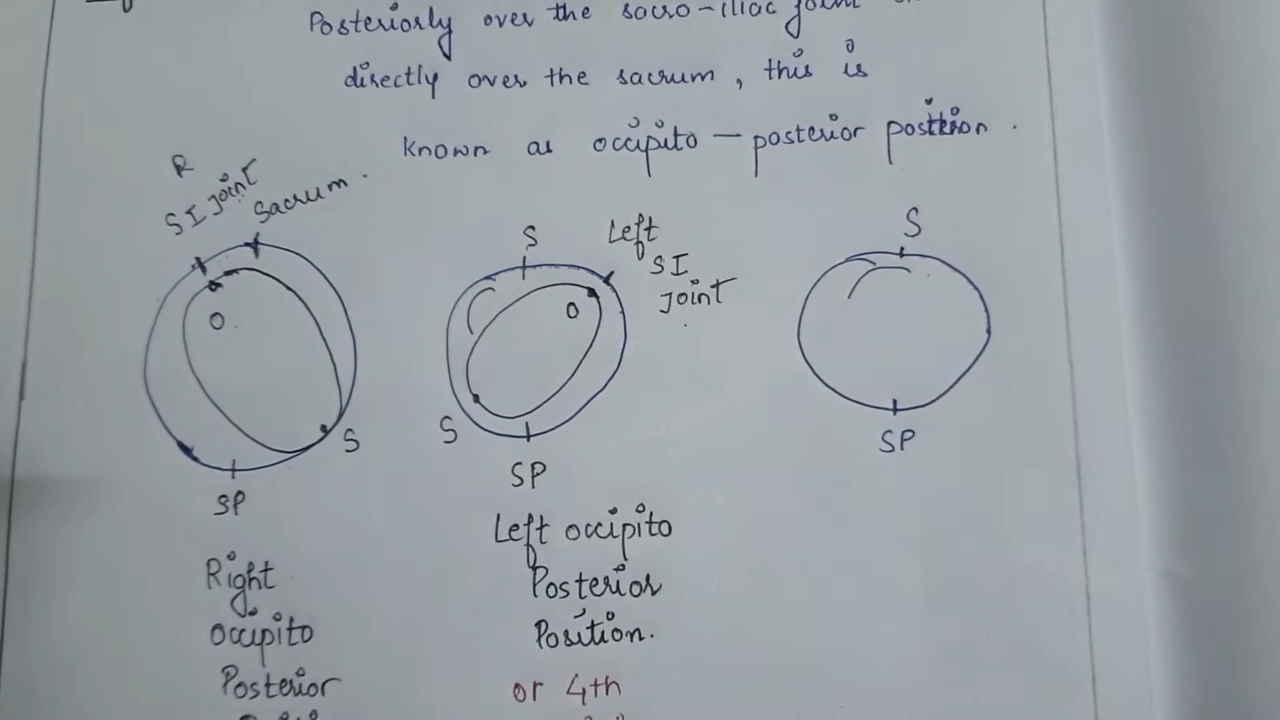 Posteriorly over the sacro-iliac joint
directly over the sacrum, this is
known as occipito - posterior position.
R
SI joint
Sacrum.
S
Left
SI
Joint
S
O
O
S
S
SP
SP
SP
Left occipito
Posterior
Position.
Right
occipito
Posterior
or 4th